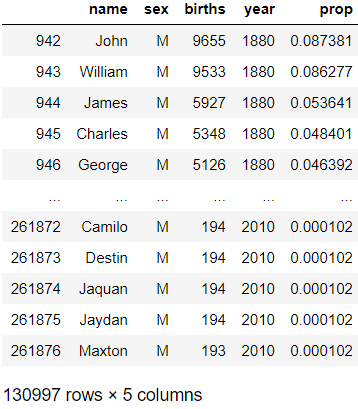 name sex births year prop
942 John M 9655 1880 0.087381
943 William M 9533 1880 0.086277
944 James M 5927 1880 0.053641
945 Charles M 5348 1880 0.048401
946 George M 5126 1880 0.046392
... ... ... ... ... ...
261872 Camilo M 194 2010 0.000102
261873 Destin M 194 2010 0.000102
261874 Jaquan M 194 2010 0.000102
261875 Jaydan M 194 2010 0.000102
261876 Maxton M 193 2010 0.000102
130997 rows × 5 columns